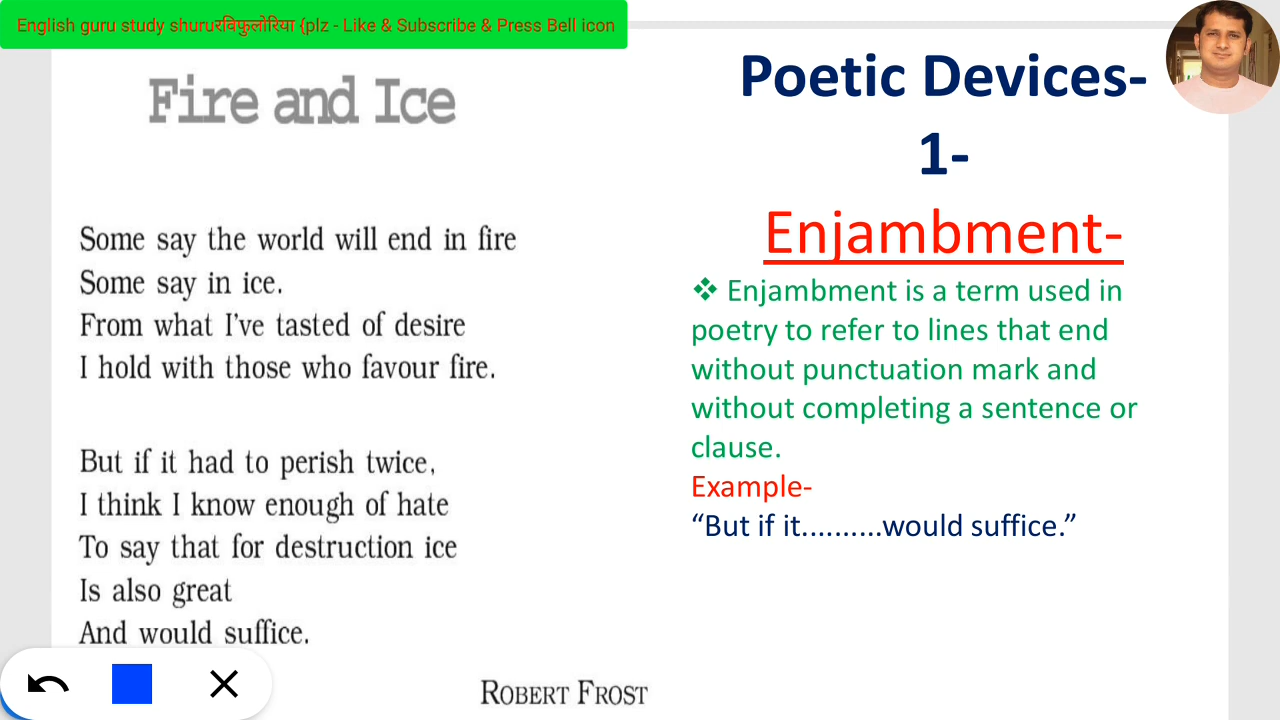 English guru study shuruरविफुलोरिया {plz - Like & Subscribe & Press Bell icon
Fire and Ice
Some say the world will end in fire
Some say in ice.
From what I've tasted of desire
I hold with those who favour fire.
But if it had to perish twice,
I think I know enough of hate
To say that for destruction ice
Is also great
And would suffice.
ROBERT FROST
Poetic Devices-
1-
Enjambment-
❖ Enjambment is a term used in
poetry to refer to lines that end
without punctuation mark and
without completing a sentence or
clause.
Example-
“But if it..........would suffice.”